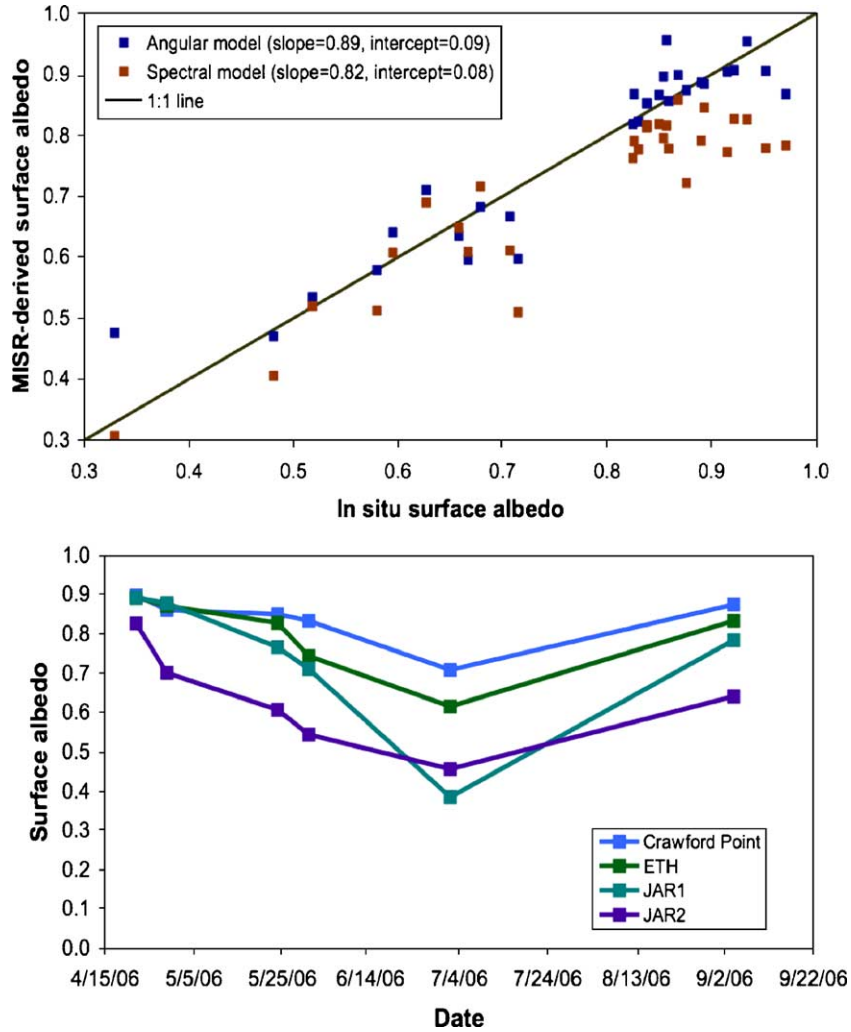 1.0
Angular model (slope=0.89, intercept=0.09)
Spectral model (slope=0.82, intercept=0.08)
1:1 line
0.9
0.8
0.7
0.6
0.5
0.4
0.3
MISR-derived surface albedo
0.3 0.4 0.5 0.6 0.7 0.8 0.9 1.0
In situ surface albedo
1.0
0.9
0.8
0.7
0.6
0.5
0.4
0.3
0.2
0.1
0.0
Surface albedo
Crawford Point
ETH
JAR1
JAR2
4/15/06 5/5/06 5/25/06 6/14/06 7/4/06 7/24/06 8/13/06 9/2/06 9/22/06
Date